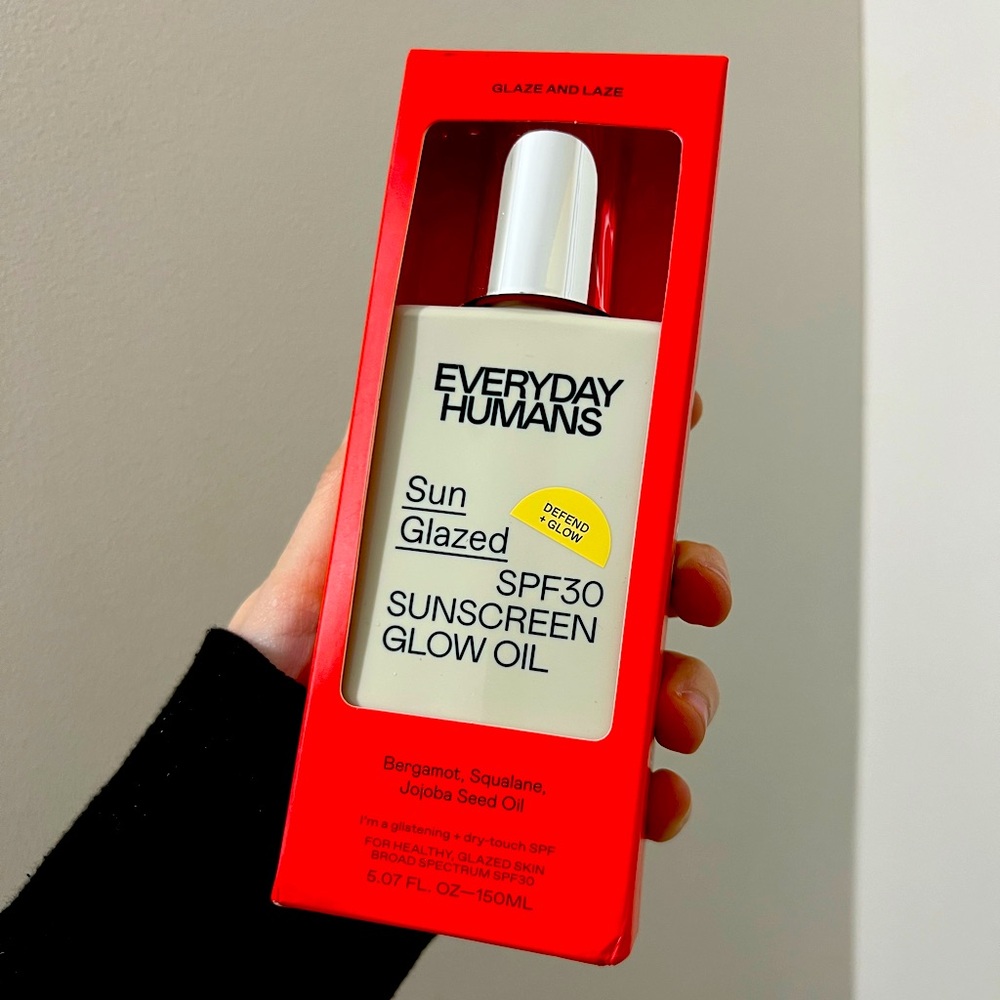 GLAZE AND LAZE
EVERYDAY
HUMANS
Sun
Glazed
DEFEND
+ GLOW
SPF30
SUNSCREEN
GLOW OIL
Bergamot, Squalane,
Jojoba Seed Oil
I'm a glistening + dry-touch SPF
FOR HEALTHY, GLAZED SKIN
BROAD SPECTRUM SPF30
5.07 FL. OZ—150ML